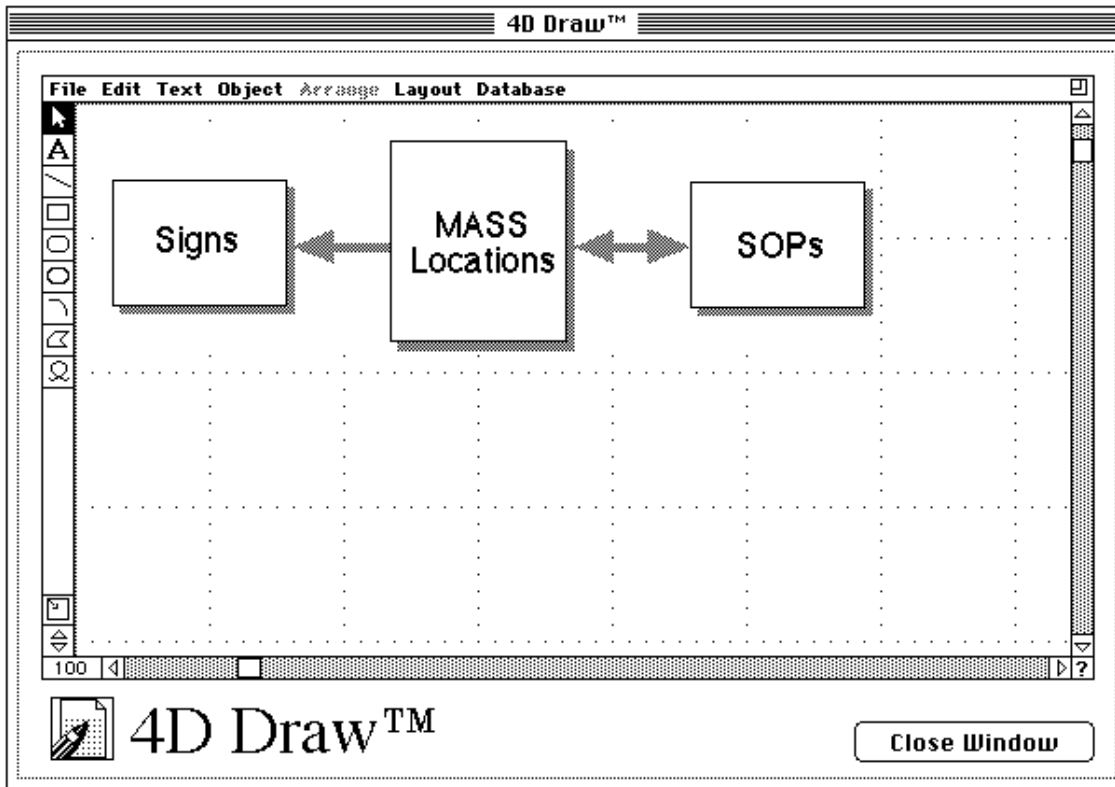 4D Draw™
File Edit Text Object Arrange Layout Database
A
Signs
MASS
Locations
SOPs
100
?
4D Draw™
Close Window